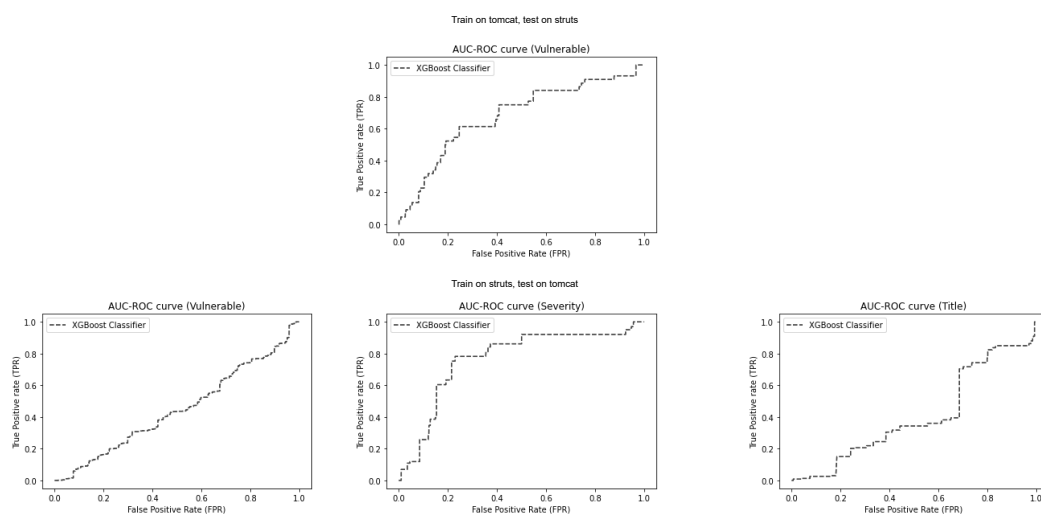 Train on tomcat, test on struts
AUC-ROC curve (Vulnerable)
XGBoost Classifier
1.0
0.8
0.6
0.4
0.2
0.0
True Positive rate (TPR)
0.0 0.2 0.4 0.6 0.8 1.0
False Positive Rate (FPR)
Train on struts, test on tomcat
AUC-ROC curve (Vulnerable)
XGBoost Classifier
1.0
0.8
0.6
0.4
0.2
0.0
True Positive rate (TPR)
0.0 0.2 0.4 0.6 0.8 1.0
False Positive Rate (FPR)
AUC-ROC curve (Severity)
XGBoost Classifier
1.0
0.8
0.6
0.4
0.2
0.0
True Positive rate (TPR)
0.0 0.2 0.4 0.6 0.8 1.0
False Positive Rate (FPR)
AUC-ROC curve (Title)
XGBoost Classifier
1.0
0.8
0.6
0.4
0.2
0.0
True Positive rate (TPR)
0.0 0.2 0.4 0.6 0.8 1.0
False Positive Rate (FPR)